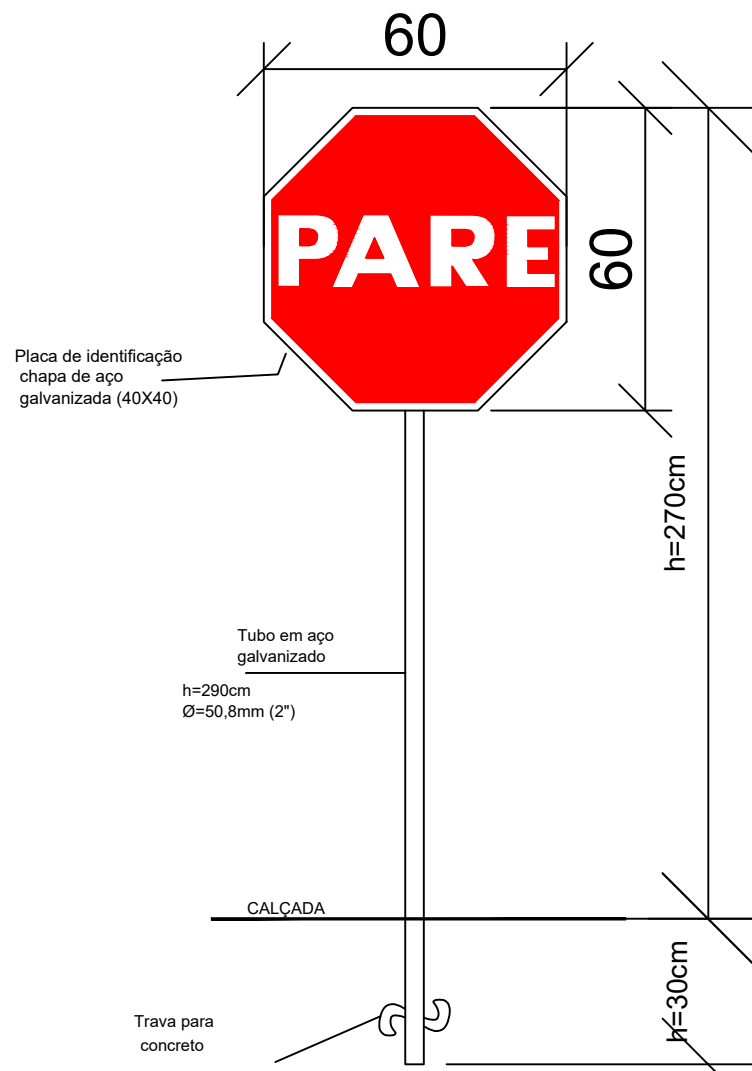 60
PARE
60
Placa de identificação
chapa de aço
galvanizada (40X40)
h=270cm
Tubo em aço
galvanizado
h=290cm
Ø=50,8mm (2")
CALÇADA
h=30cm
Trava para
concreto